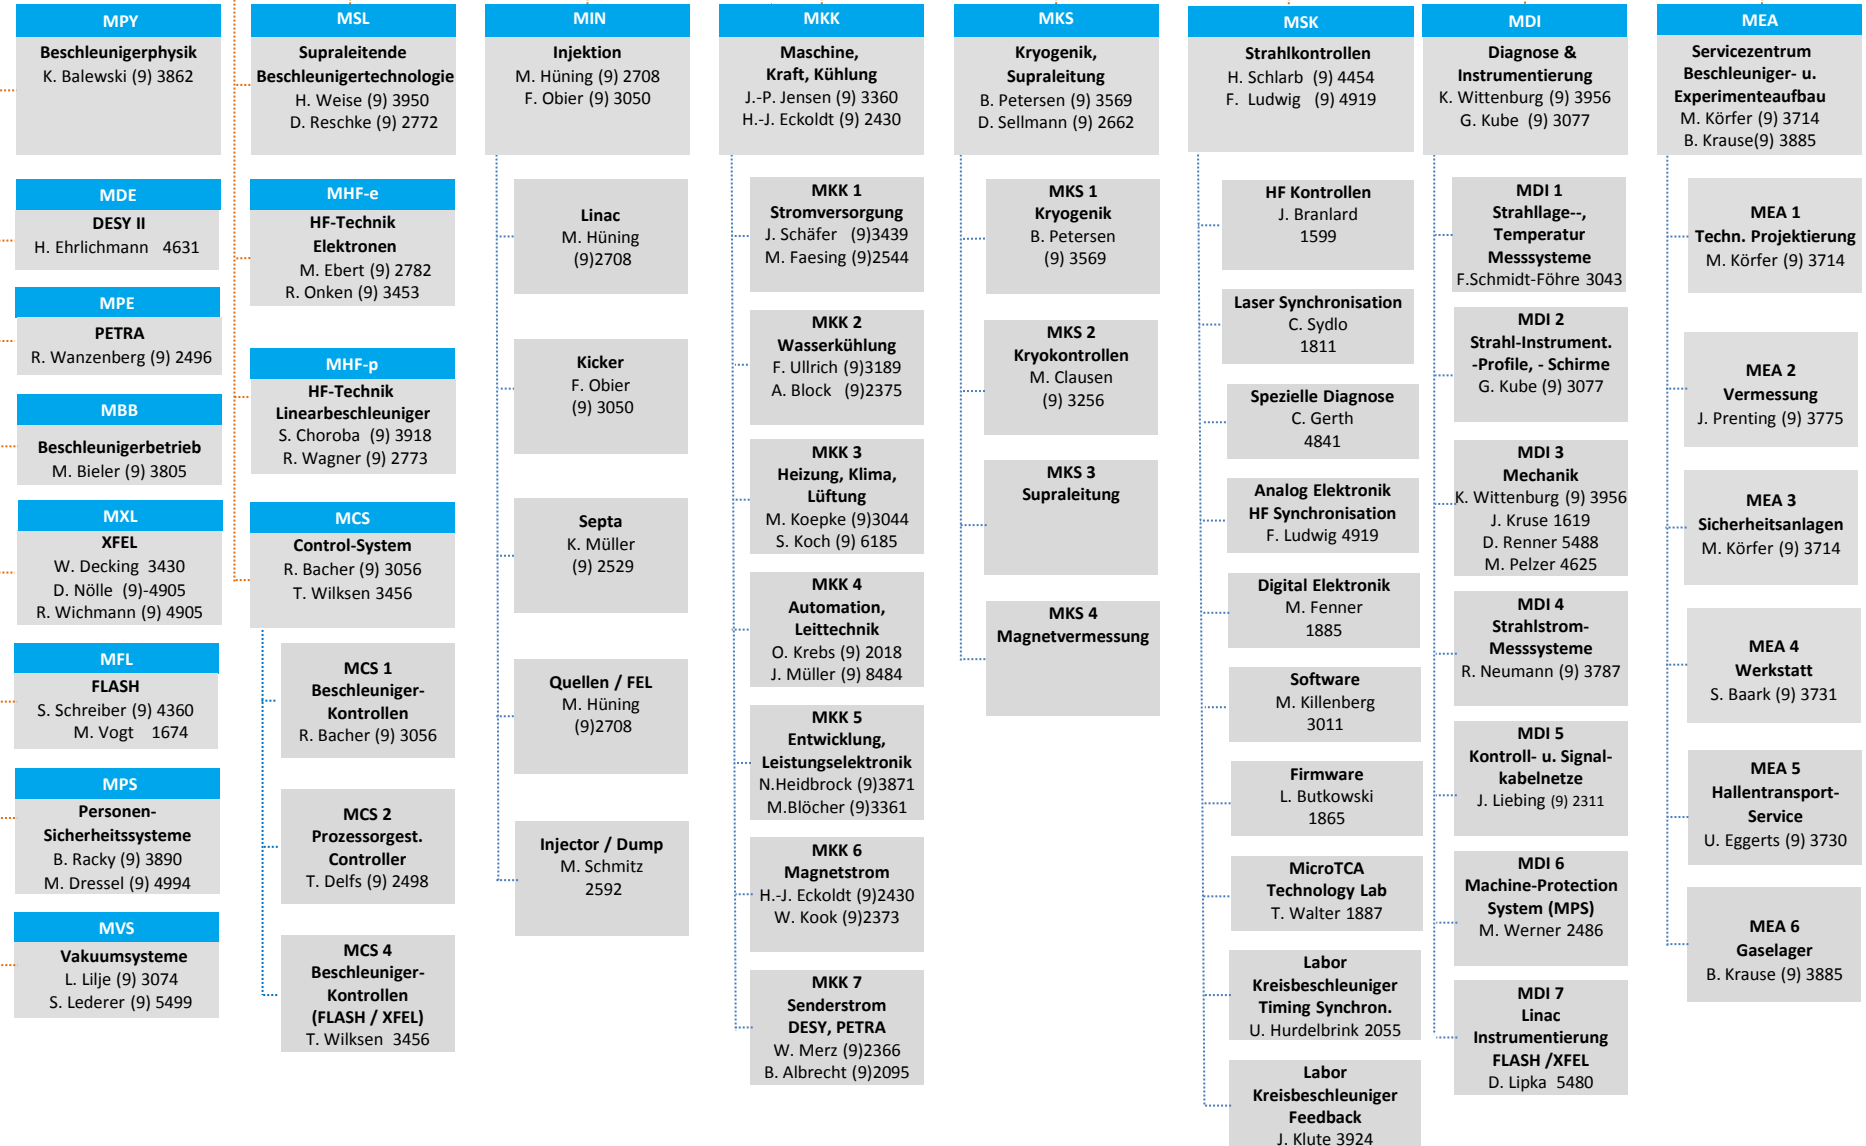 MPY
Beschleunigerphysik
K. Balewski (9) 3862
MDE
DESY II
H. Ehrlichmann 4631
MPE
PETRA
R. Wanzenberg (9) 2496
MBB
Beschleunigerbetrieb
M. Bieler (9) 3805
MXL
XFEL
W. Decking 3430
D. Nölle (9)-4905
R. Wichmann (9) 4905
MFL
FLASH
S. Schreiber (9) 4360
M. Vogt 1674
MPS
Personen-
Sicherheitssysteme
B. Racky (9) 3890
M. Dressel (9) 4994
MVS
Vakuumsysteme
L. Lilje (9) 3074
S. Lederer (9) 5499
MSL
Supraleitende
Beschleunigertechnologie
H. Weise (9) 3950
D. Reschke (9) 2772
MHF-e
HF-Technik
Elektronen
M. Ebert (9) 2782
R. Onken (9) 3453
MHF-p
HF-Technik
Linearbeschleuniger
S. Choroba (9) 3918
R. Wagner (9) 2773
MCS
Control-System
R. Bacher (9) 3056
T. Wilksen 3456
MCS 1
Beschleuniger-
Kontrollen
R. Bacher (9) 3056
MCS 2
Prozessorgest.
Controller
T. Delfs (9) 2498
MCS 4
Beschleuniger-
Kontrollen
(FLASH / XFEL)
T. Wilksen 3456
MIN
Injektion
M. Hüning (9) 2708
F. Obier (9) 3050
Linac
M. Hüning
(9)2708
Kicker
F. Obier
(9) 3050
Septa
K. Müller
(9) 2529
Quellen / FEL
M. Hüning
(9)2708
Injector / Dump
M. Schmitz
2592
MKK
Maschine,
Kraft, Kühlung
J.-P. Jensen (9) 3360
H.-J. Eckoldt (9) 2430
MKK 1
Stromversorgung
J. Schäfer (9)3439
M. Faesing (9)2544
MKK 2
Wasserkühlung
F. Ullrich (9)3189
A. Block (9)2375
MKK 3
Heizung, Klima,
Lüftung
M. Koepke (9)3044
S. Koch (9) 6185
MKK 4
Automation,
Leittechnik
O. Krebs (9) 2018
J. Müller (9) 8484
MKK 5
Entwicklung,
Leistungselektronik
N.Heidbrock (9)3871
M.Blöcher (9)3361
MKK 6
Magnetstrom
H.-J. Eckoldt (9)2430
W. Kook (9)2373
MKK 7
Senderstrom
DESY, PETRA
W. Merz (9)2366
B. Albrecht (9)2095
MKS
Kryogenik,
Supraleitung
B. Petersen (9) 3569
D. Sellmann (9) 2662
MKS 1
Kryogenik
B. Petersen
(9) 3569
MKS 2
Kryokontrollen
M. Clausen
(9) 3256
MKS 3
Supraleitung
MKS 4
Magnetvermessung
MSK
Strahlkontrollen
H. Schlarb (9) 4454
F. Ludwig (9) 4919
HF Kontrollen
J. Branlard
1599
Laser Synchronisation
C. Sydlo
1811
Spezielle Diagnose
C. Gerth
4841
Analog Elektronik
HF Synchronisation
F. Ludwig 4919
Digital Elektronik
M. Fenner
1885
Software
M. Killenberg
3011
Firmware
L. Butkowski
1865
MicroTCA
Technology Lab
T. Walter 1887
Labor
Kreisbeschleuniger
Timing Synchron.
U. Hurdelbrink 2055
Labor
Kreisbeschleuniger
Feedback
J. Klute 3924
MDI
Diagnose &
Instrumentierung
K. Wittenburg (9) 3956
G. Kube (9) 3077
MDI 1
Strahllage--,
Temperatur
Messsysteme
F.Schmidt-Föhre 3043
MDI 2
Strahl-Instrument.
-Profile, - Schirme
G. Kube (9) 3077
MDI 3
Mechanik
K. Wittenburg (9) 3956
J. Kruse 1619
D. Renner 5488
M. Pelzer 4625
MDI 4
Strahlstrom-
Messsysteme
R. Neumann (9) 3787
MDI 5
Kontroll- u. Signal-
kabelnetze
J. Liebing (9) 2311
MDI 6
Machine-Protection
System (MPS)
M. Werner 2486
MDI 7
Linac
Instrumentierung
FLASH /XFEL
D. Lipka 5480
MEA
Servicezentrum
Beschleuniger- u.
Experimenteaufbau
M. Körfer (9) 3714
B. Krause(9) 3885
MEA 1
Techn. Projektierung
M. Körfer (9) 3714
MEA 2
Vermessung
J. Prenting (9) 3775
MEA 3
Sicherheitsanlagen
M. Körfer (9) 3714
MEA 4
Werkstatt
S. Baark (9) 3731
MEA 5
Hallentransport-
Service
U. Eggerts (9) 3730
MEA 6
Gaselager
B. Krause (9) 3885